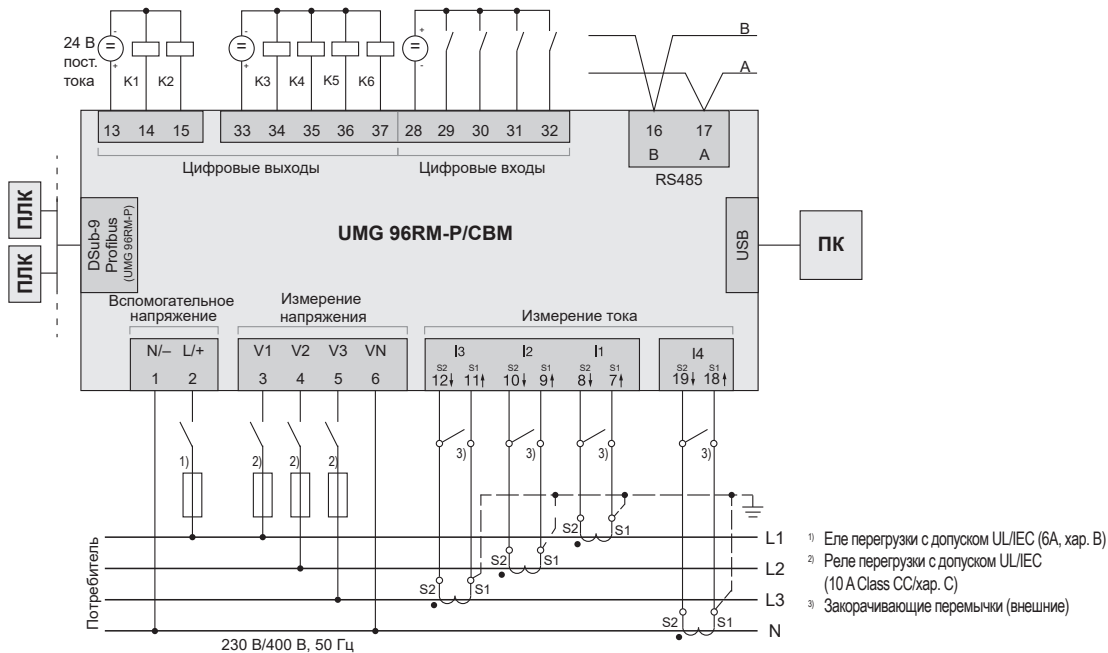 24 В
пост.
тока
- + K1 K2
- + K3 K4 K5 K6
+ -
B
A
13 14 15
33 34 35 36 37 28 29 30 31 32
16 17
B A
Цифровые выходы
Цифровые входы
RS485
ПЛК
ПЛК
DSub-9
Profibus
(UMG 96RM-P)
UMG 96RM-P/CBM
USB
ПК
Вспомогательное
напряжение
Измерение
напряжения
Измерение тока
N/– L/+
V1 V2 V3 VN
I3 I2 I1 I4
S2 S1 S2 S1 S2 S1 S2 S1
1 2 3 4 5 6 12 11 10 9 8 7 19 18
1) 2) 2) 2) 3) 3) 3) 3)
Потребитель
S2 S1 L1
S2 S1 L2
S2 S1 L3
S2 S1 N
230 В/400 В, 50 Гц
1) Еле перегрузки с допуском UL/IEC (6A, хар. B)
2) Реле перегрузки с допуском UL/IEC
(10 A Class CC/хар. C)
3) Закорачивающие перемычки (внешние)